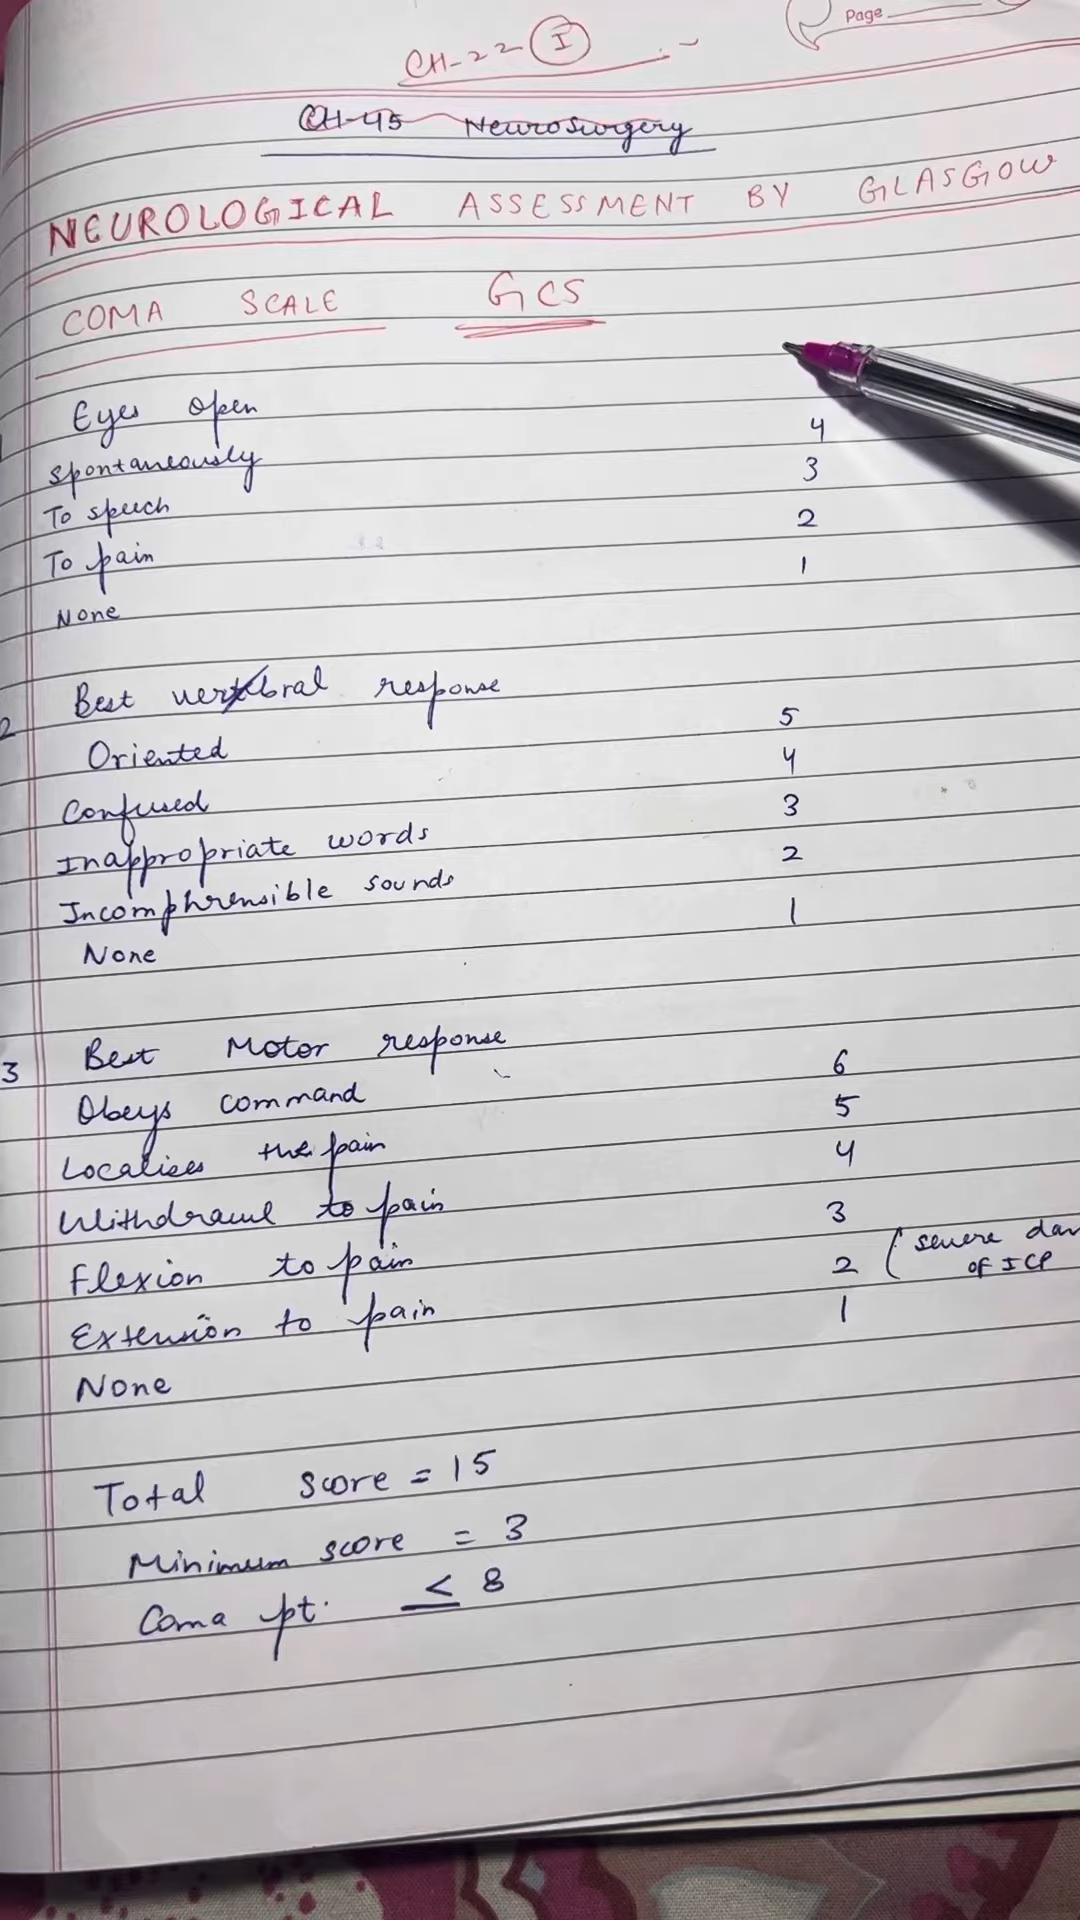 Page
CH-22 I
CH-45 Neurosurgery
NEUROLOGICAL ASSESSMENT BY GLASGOW
COMA SCALE GCS
Eyes open
Spontaneously 4
To speech 3
To pain 2
None 1
2 Best verbral response
Oriented 5
Confused 4
Inappropriate words 3
Incomphrensible sounds 2
None 1
3 Best Motor response
Obeys command 6
Localises the pain 5
Withdrawl to pain 4
Flexion to pain 3
Extension to pain 2 (severe
of ICP
None 1
Total score = 15
Minimum score = 3
Coma pt. ≤ 8